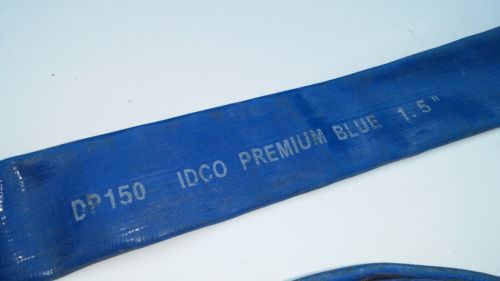 DP150 IDCO PREMIUM BLUE 1.5"